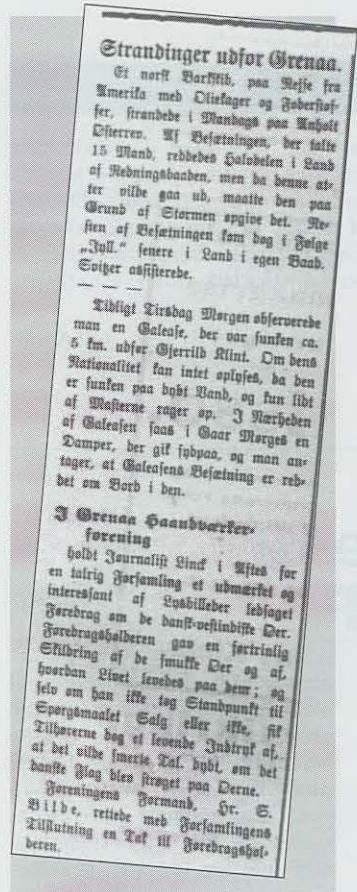 Strandinger udfor Grenaa.
Et norsk Barkskib, paa Rejse fra
Amerika med Oliekager og Foderstof-
fer, strandede i Mandags paa Anholt
Østerrev. Af Besætningen, der talte
15 Mand, reddedes Halvdelen i Land
af Redningsbaaden, men da denne at-
ter vilde gaa ud, maatte den paa
Grund af Stormen opgive det. Re-
sten af Besætningen kom dog i Følge
„Jyll.“ senere i Land i egen Baad.
Svitzer assisterede.
— — —
Tidligt Tirsdag Morgen observerede
man en Galease, der var sunken ca.
5 km. udfor Gjerrild Klint. Om dens
Nationalitet kan intet oplyses, da den
er sunken paa dybt Vand, og kun lidt
af Masterne rager op. I Nærheden
af Galeasen saas i Gaar Morges en
Damper, der gik sydpaa, og man an-
tager, at Galeasens Besætning er red-
det om Bord i den.
I Grenaa Haandværker-
forening
holdt Journalist Linck i Aftes for
en talrig Forsamling et udmærket og
interessant af Lysbilleder ledsaget
Foredrag om de dansk-vestindiske Øer.
Foredragsholderen gav en fortrinlig
Skildring af de smukke Øer og af,
hvordan Livet levedes paa dem; og
selv om han ikke tog Standpunkt til
Spørgsmaalet Salg eller ikke, fik
Tilhørerne dog et levende Indtryk af,
at det vilde smerte Tal. dybt, om det
danske Flag blev strøget paa Øerne.
Foreningens Formand, Hr. S.
Bilde, rettede med Forsamlingens
Tilslutning en Tak til Foredragshol-
deren.